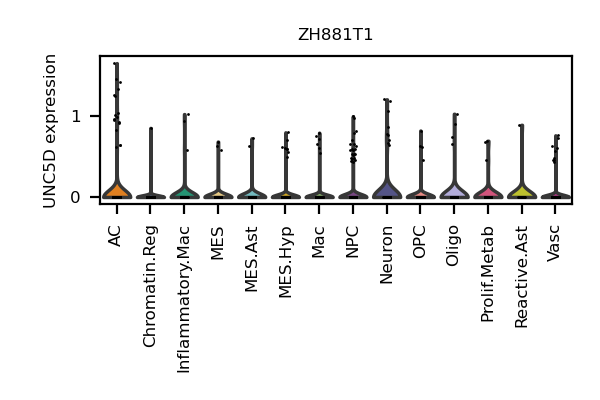 ZH881T1
UNC5D expression
1
0
AC
Chromatin.Reg
Inflammatory.Mac
MES
MES.Ast
MES.Hyp
Mac
NPC
Neuron
OPC
Oligo
Prolif.Metab
Reactive.Ast
Vasc